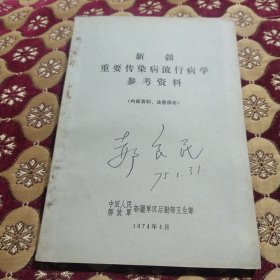 新疆
重要传染病流行病学
参考资料
(内部资料，注意保存)
75.1.31
中国人民
解放军 新疆军区后勤部卫生部
1974年4月